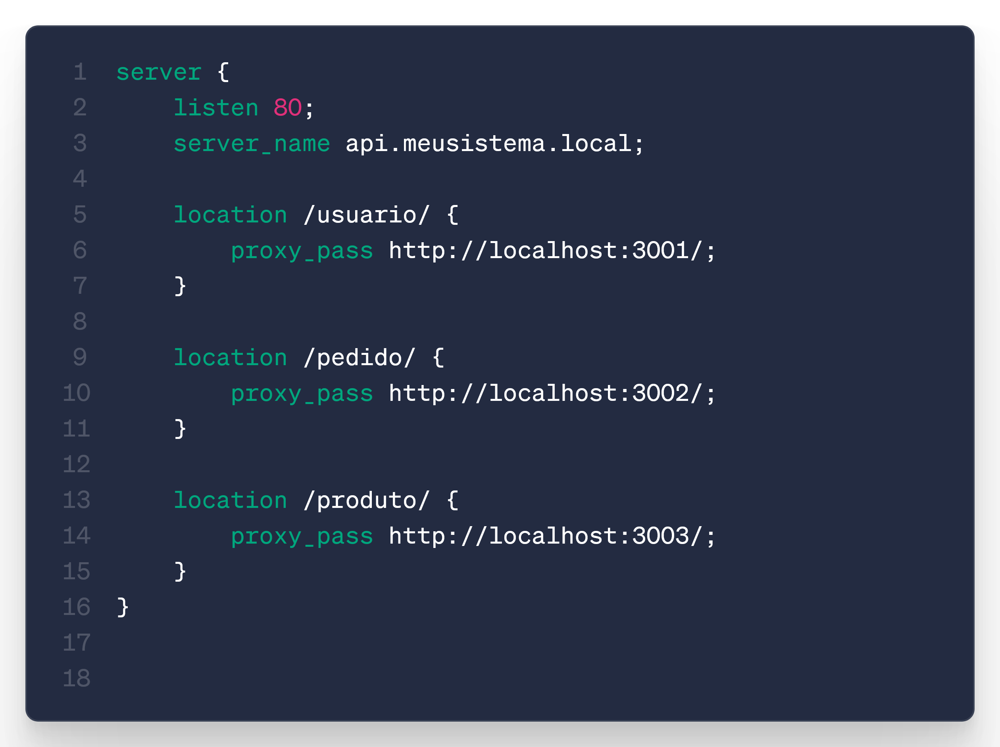 1 server {
2     listen 80;
3     server_name api.meusistema.local;
4
5     location /usuario/ {
6         proxy_pass http://localhost:3001/;
7     }
8
9     location /pedido/ {
10         proxy_pass http://localhost:3002/;
11     }
12
13     location /produto/ {
14         proxy_pass http://localhost:3003/;
15     }
16 }
17
18